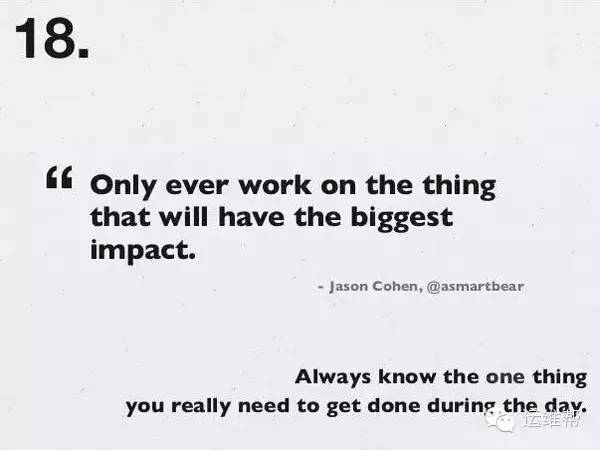 18.
“ Only ever work on the thing
that will have the biggest
impact.
- Jason Cohen, @asmartbear
Always know the one thing
you really need to get done during the day.
运维帮